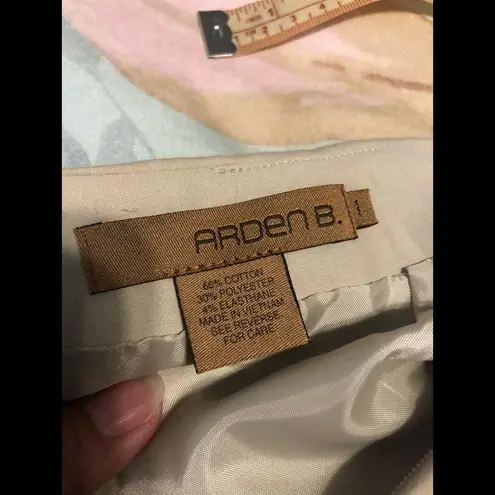 ARDEN B. 1
66% COTTON
30% POLYESTER
4% ELASTHANE
MADE IN VIETNAM
SEE REVERSE
FOR CARE